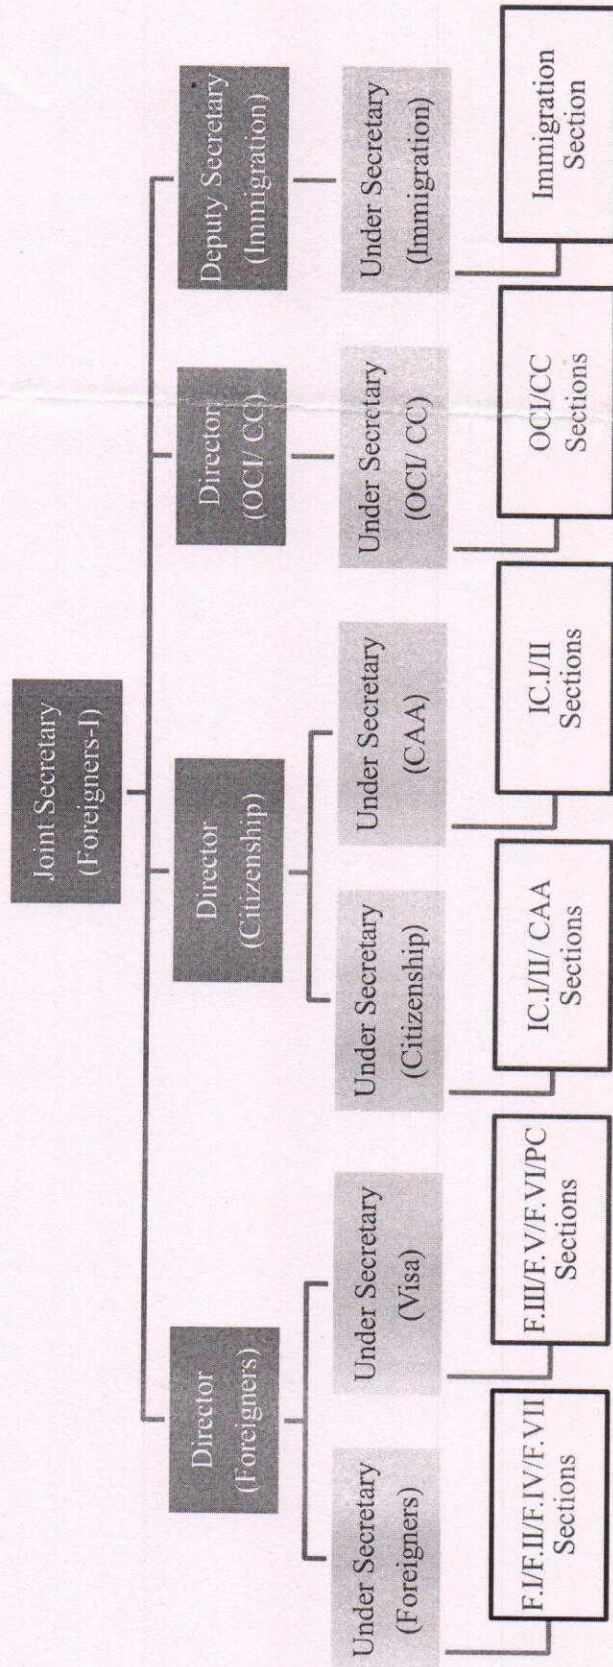 Joint Secretary
(Foreigners-I)
Director
(Foreigners)
Director
(Citizenship)
Director
(OCI/ CC)
Deputy Secretary
(Immigration)
Under Secretary
(Foreigners)
Under Secretary
(Visa)
Under Secretary
(Citizenship)
Under Secretary
(CAA)
Under Secretary
(OCI/ CC)
Under Secretary
(Immigration)
F.I/F.II/F.IV/F.VII
Sections
F.III/F.V/F.VI/PC
Sections
IC.I/II/ CAA
Sections
IC.I/II
Sections
OCI/CC
Sections
Immigration
Section